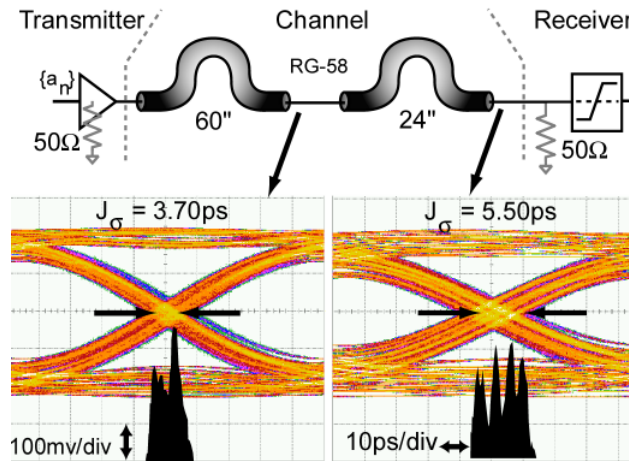 Transmitter
Channel
Receiver
{aₙ}
RG-58
50Ω
60"
24"
50Ω
J_σ = 3.70ps
J_σ = 5.50ps
100mv/div
10ps/div